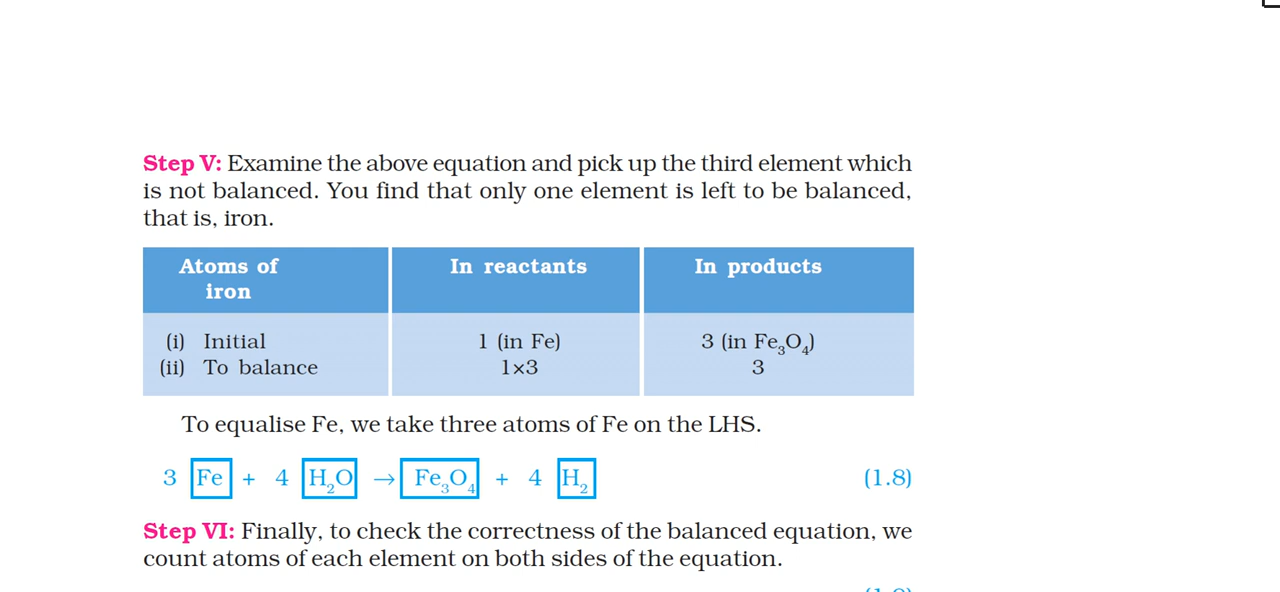 Step V: Examine the above equation and pick up the third element which
is not balanced. You find that only one element is left to be balanced,
that is, iron.
Atoms of In reactants In products
iron
(i) Initial 1 (in Fe) 3 (in Fe₃O₄)
(ii) To balance 1×3 3
To equalise Fe, we take three atoms of Fe on the LHS.
3 Fe + 4 H₂O → Fe₃O₄ + 4 H₂ (1.8)
Step VI: Finally, to check the correctness of the balanced equation, we
count atoms of each element on both sides of the equation.